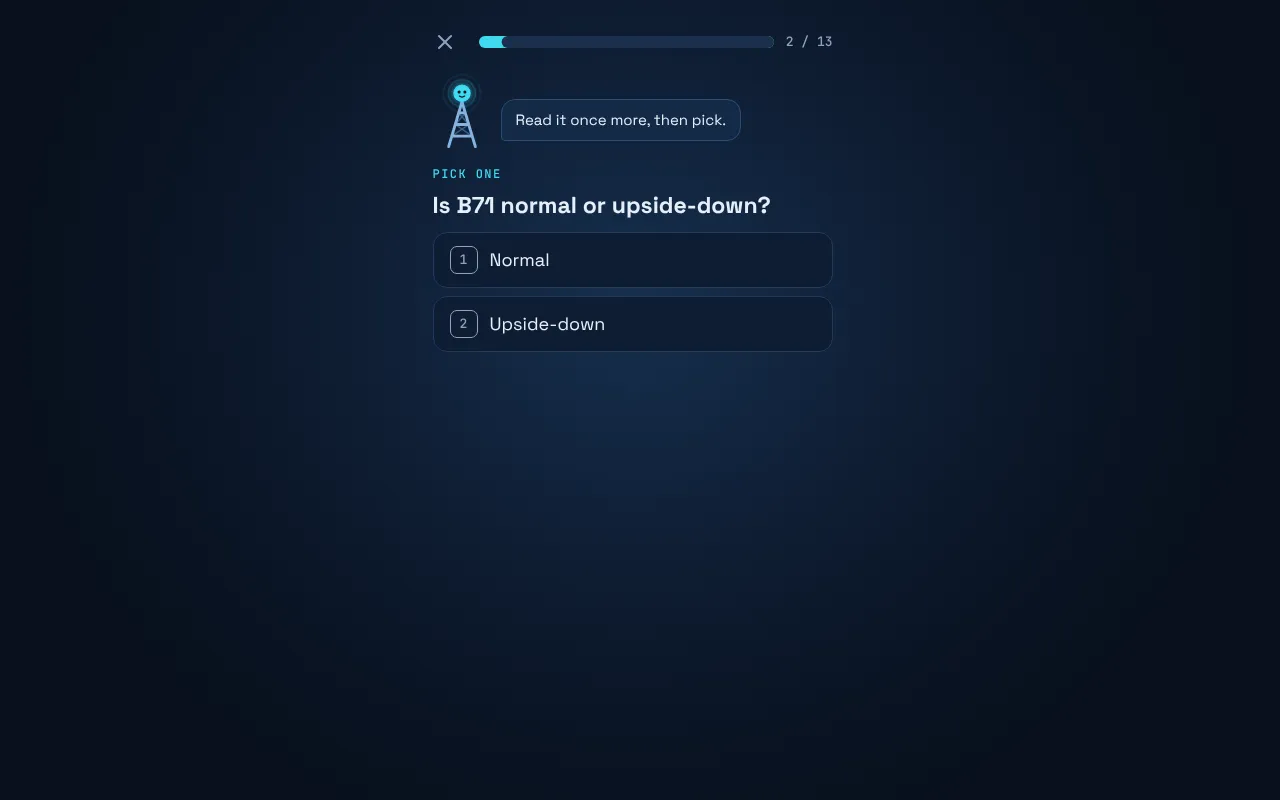 2 / 13
Read it once more, then pick.
PICK ONE
Is B71 normal or upside-down?
1 Normal
2 Upside-down